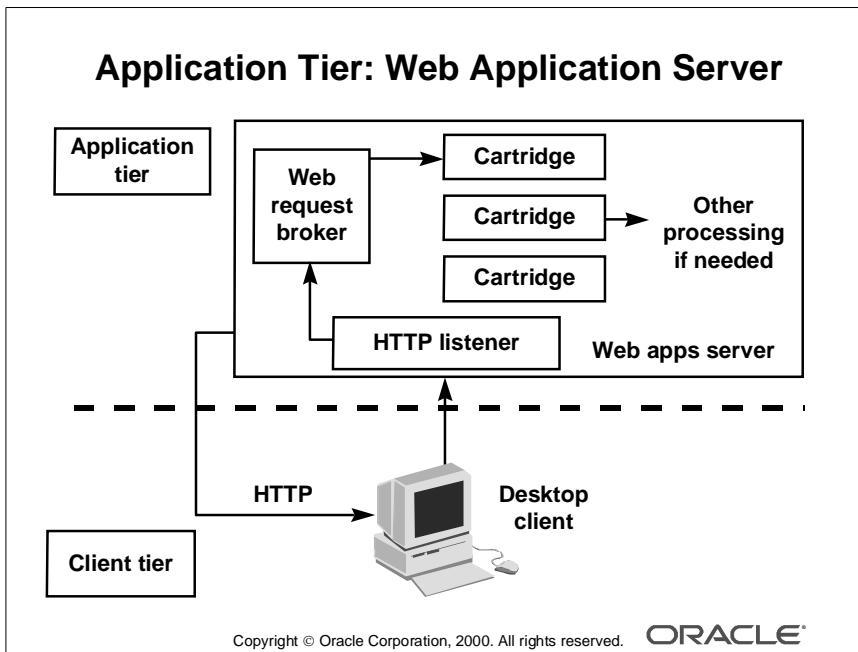 Application Tier: Web Application Server
Application
tier
Web
request
broker
Cartridge
Cartridge
Cartridge
Other
processing
if needed
HTTP listener
Web apps server
HTTP
Desktop
client
Client tier
Copyright © Oracle Corporation, 2000. All rights reserved.
ORACLE®